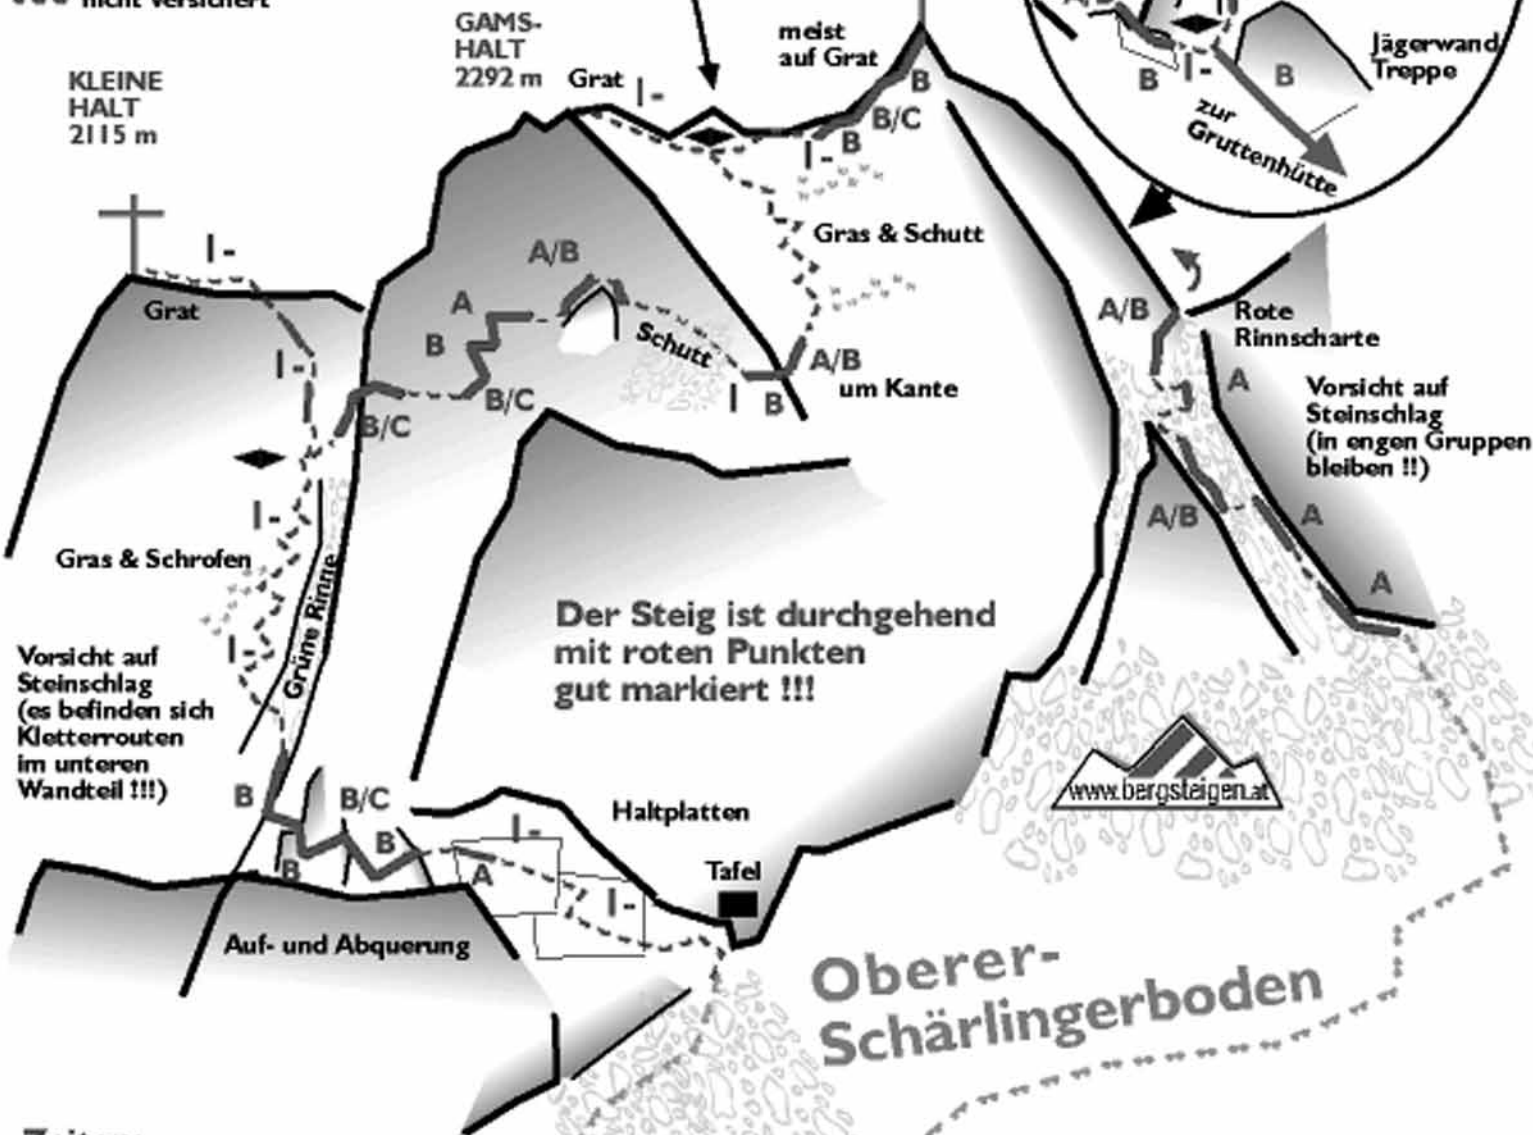 nicht versichert
GAMS-
HALT
2292 m
KLEINE
HALT
2115 m
Grat
I-
meist
auf Grat
B
B/C
B
I-
B
I-
B
Jägerwand
Treppe
zur
Gruttenhütte
Gras & Schutt
I-
Grat
A/B
A
B
B/C
Schutt
I
B
A/B
um Kante
A/B
Rote
Rinnscharte
A
Vorsicht auf
Steinschlag
(in engen Gruppen
bleiben !!)
I-
B/C
I-
Gras & Schrofen
Grüne Rinne
A/B
A
A
I-
Vorsicht auf
Steinschlag
(es befinden sich
Kletterrouten
im unteren
Wandteil !!!)
Der Steig ist durchgehend
mit roten Punkten
gut markiert !!!
www.bergsteigen.at
B
B/C
B
B
I-
A
I-
Haltplatten
Tafel
Auf- und Abquerung
Oberer-
Schärlingerboden